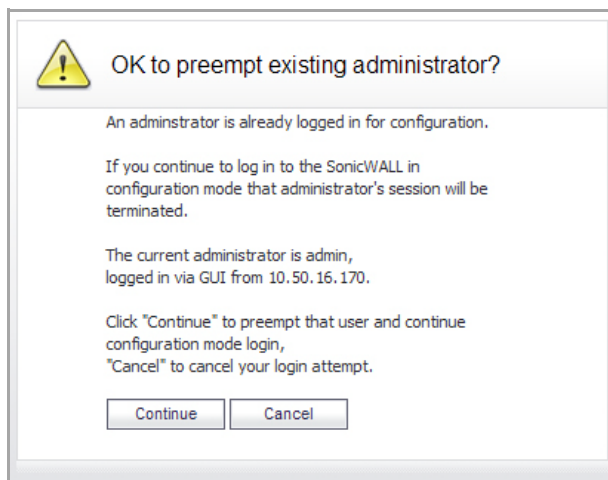 OK to preempt existing administrator?
An adminstrator is already logged in for configuration.
If you continue to log in to the SonicWALL in
configuration mode that administrator's session will be
terminated.
The current administrator is admin,
logged in via GUI from 10.50.16.170.
Click "Continue" to preempt that user and continue
configuration mode login,
"Cancel" to cancel your login attempt.
Continue Cancel